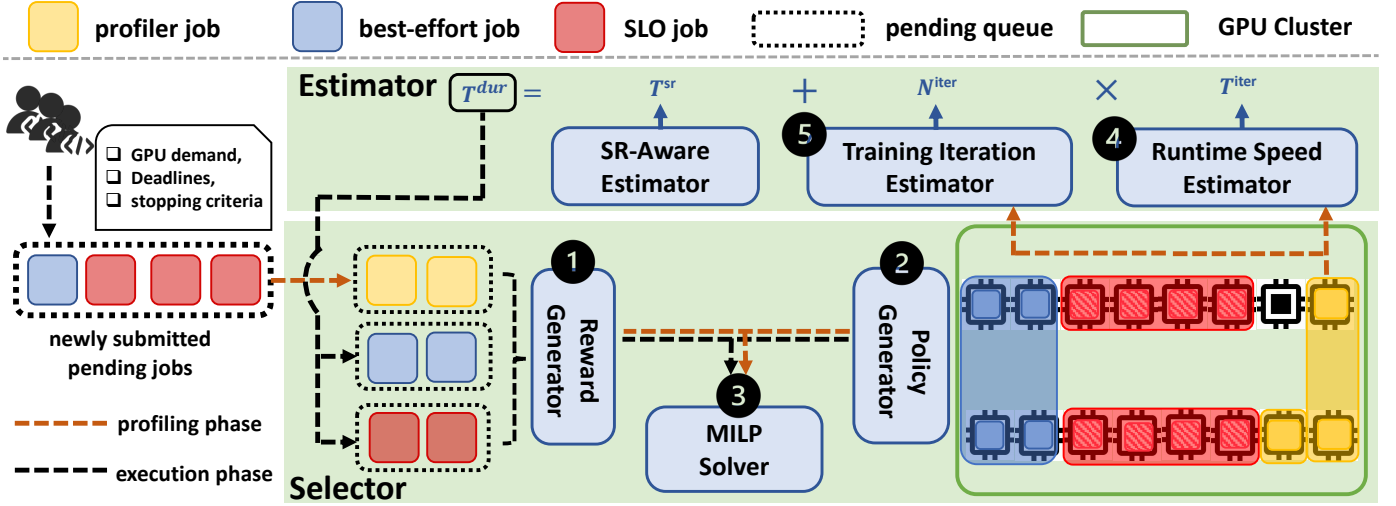 profiler job
best-effort job
SLO job
pending queue
GPU Cluster
Estimator
T^dur =
T^sr
+
N^iter
×
T^iter
GPU demand,
Deadlines,
stopping criteria
SR-Aware
Estimator
5
Training Iteration
Estimator
4
Runtime Speed
Estimator
newly submitted
pending jobs
1
Reward
Generator
2
Policy
Generator
3
MILP
Solver
profiling phase
execution phase
Selector